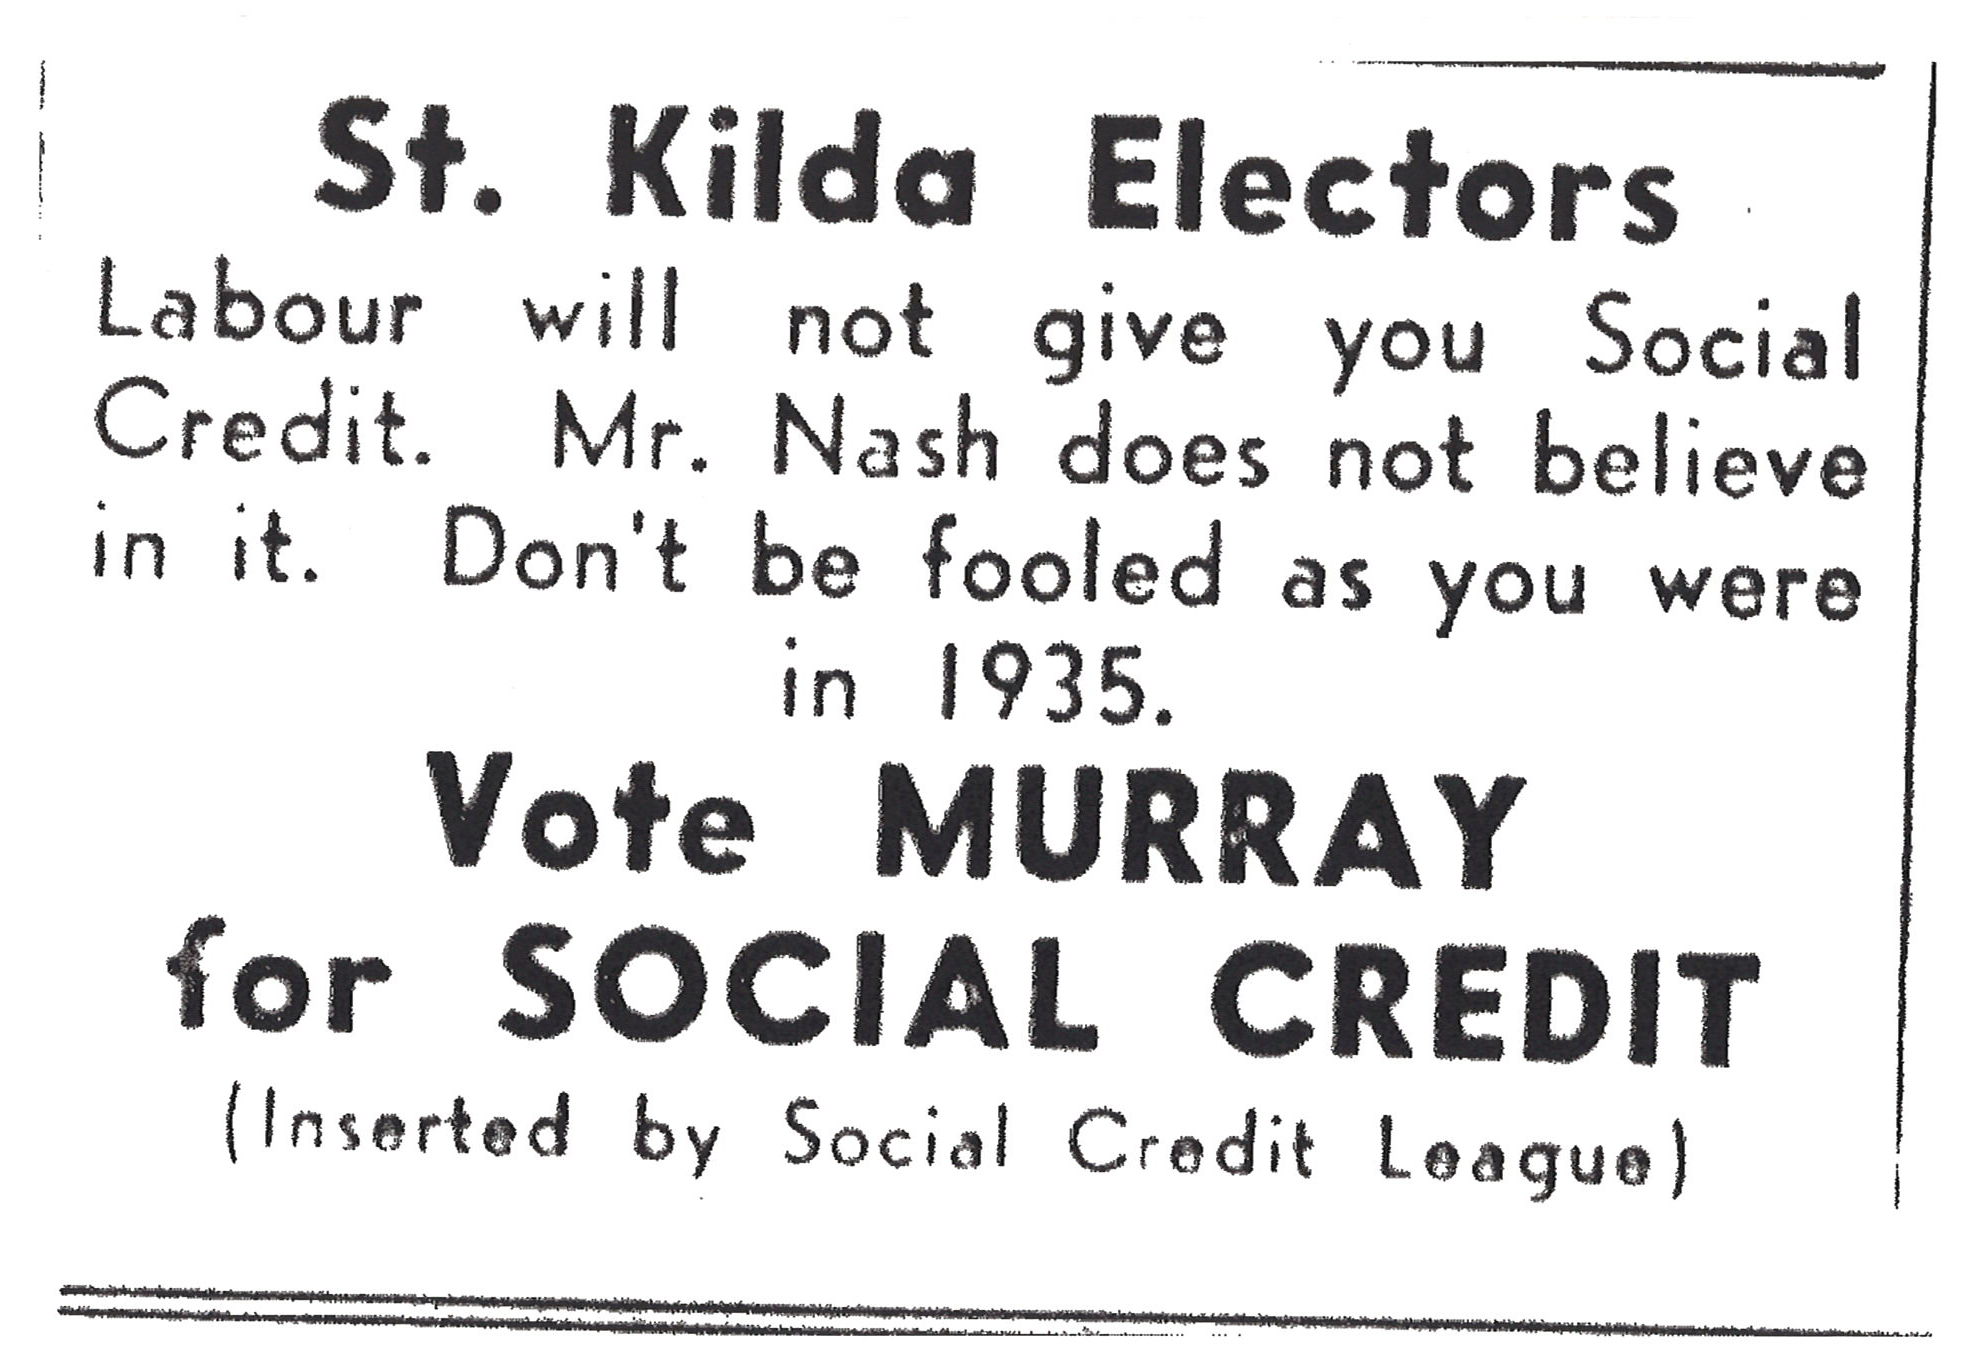 St. Kilda Electors
Labour will not give you Social
Credit. Mr. Nash does not believe
in it. Don't be fooled as you were
in 1935.
Vote MURRAY
for SOCIAL CREDIT
(Inserted by Social Credit League)